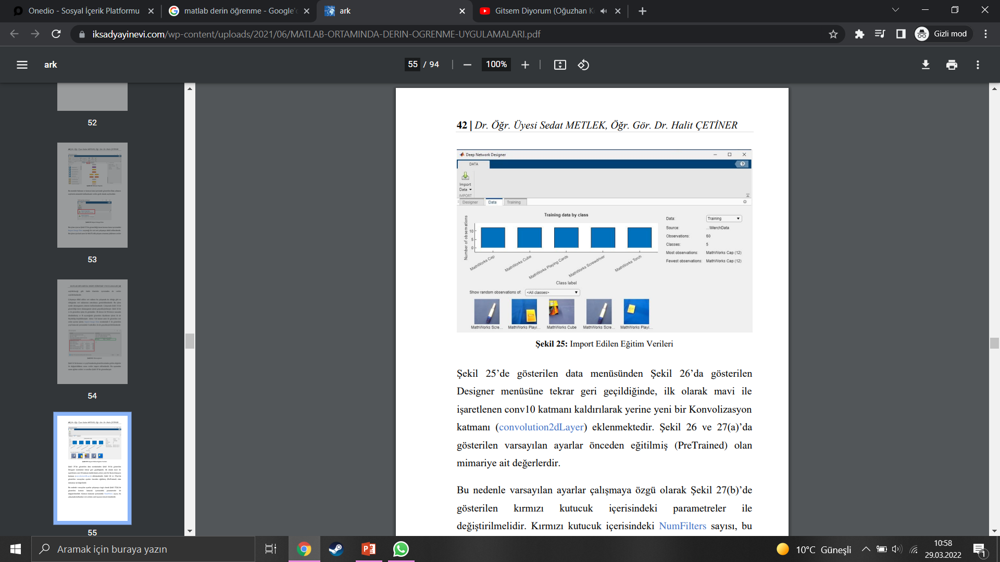 Onedio - Sosyal İçerik Platformu
matlab derin öğrenme - Google'
ark
Gitsem Diyorum (Oğuzhan K
iksadyayinevi.com/wp-content/uploads/2021/06/MATLAB-ORTAMINDA-DERIN-OGRENME-UYGULAMALARI.pdf
Gizli mod
ark
55 / 94
100%
52
53
54
55
42 | Dr. Öğr. Üyesi Sedat METLEK, Öğr. Gör. Dr. Halit ÇETİNER
Deep Network Designer
DATA
Import
Data
IMPORT
Designer
Data
Training
Training data by class
Number of observations
10
5
0
MathWorks Cap
MathWorks Cube
MathWorks Playing Cards
MathWorks Screwdriver
MathWorks Torch
Class label
Data: Training
Source: ...\MerchData
Observations: 60
Classes: 5
Most observations: MathWorks Cap (12)
Fewest observations: MathWorks Cap (12)
Show random observations of: <All classes>
MathWorks Scre... MathWorks Playi... MathWorks Cube MathWorks Scre... MathWorks Playi...
Şekil 25: Import Edilen Eğitim Verileri
Şekil 25’de gösterilen data menüsünden Şekil 26’da gösterilen
Designer menüsüne tekrar geri geçildiğinde, ilk olarak mavi ile
işaretlenen conv10 katmanı kaldırılarak yerine yeni bir Konvolizasyon
katmanı (convolution2dLayer) eklenmektedir. Şekil 26 ve 27(a)’da
gösterilen varsayılan ayarlar önceden eğitilmiş (PreTrained) olan
mimariye ait değerlerdir.
Bu nedenle varsayılan ayarlar çalışmaya özgü olarak Şekil 27(b)’de
gösterilen kırmızı kutucuk içerisindeki parametreler ile
değiştirilmelidir. Kırmızı kutucuk içerisindeki NumFilters sayısı, bu
Aramak için buraya yazın
10°C Güneşli
10:58
29.03.2022
1